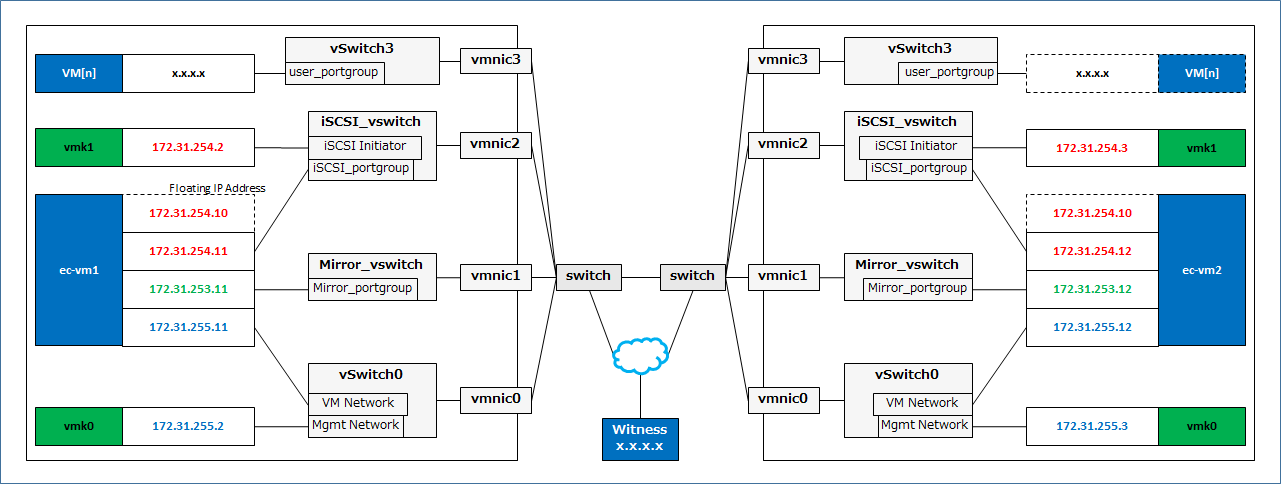 vSwitch3
user_portgroup
vmnic3
VM[n]
x.x.x.x
iSCSI_vswitch
iSCSI Initiator
iSCSI_portgroup
vmnic2
vmk1
172.31.254.2
Floating IP Address
ec-vm1
172.31.254.10
172.31.254.11
172.31.253.11
172.31.255.11
Mirror_vswitch
Mirror_portgroup
vmnic1
vSwitch0
VM Network
Mgmt Network
vmnic0
vmk0
172.31.255.2
switch
switch
Witness
x.x.x.x
vmnic3
vSwitch3
user_portgroup
x.x.x.x
VM[n]
vmnic2
iSCSI_vswitch
iSCSI Initiator
iSCSI_portgroup
172.31.254.3
vmk1
172.31.254.10
172.31.254.12
172.31.253.12
172.31.255.12
ec-vm2
vmnic1
Mirror_vswitch
Mirror_portgroup
vmnic0
vSwitch0
VM Network
Mgmt Network
172.31.255.3
vmk0